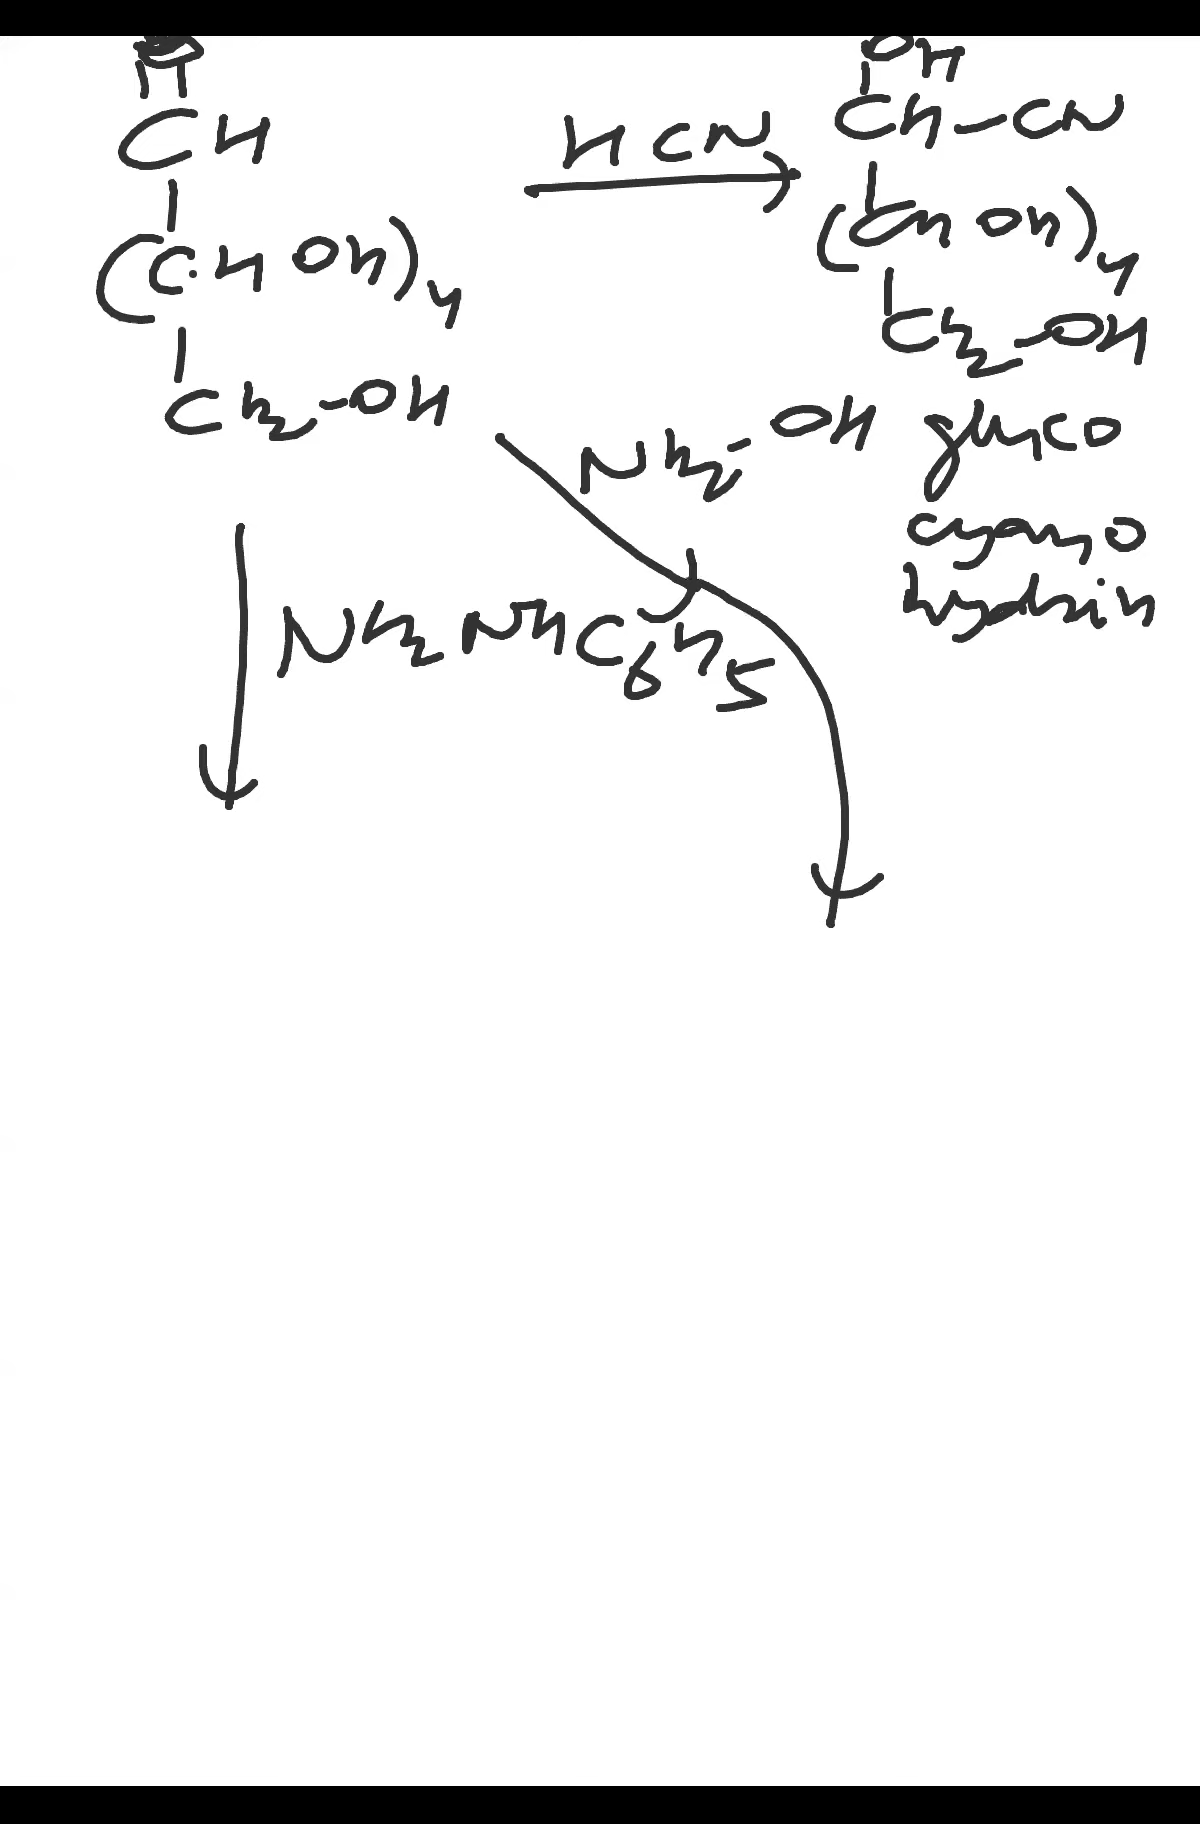 O
CH
(CHOH)4
CH2-OH
HCN
OH
CH-CN
(CHOH)4
CH2-OH
gluco
cyano
hydrin
NH2-OH
NH2NHC6H5